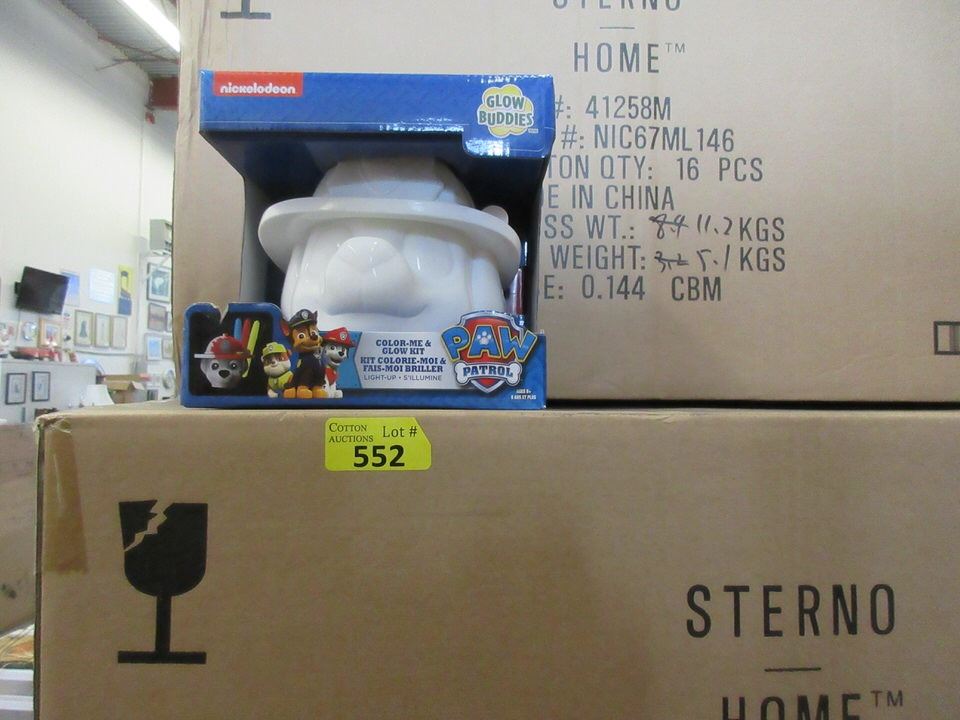 STERNO
HOME™
#: 41258M
#: NIC67ML146
TON QTY: 16 PCS
E IN CHINA
SS WT.: 11.2 KGS
WEIGHT: 5.1 KGS
E: 0.144 CBM
nickelodeon
GLOW
BUDDIES
COLOR-ME &
GLOW KIT
KIT COLORIE-MOI &
FAIS-MOI BRILLER
LIGHT-UP • S'ILLUMINE
PAW
PATROL
COTTON
AUCTIONS
Lot #
552
STERNO
HOME™